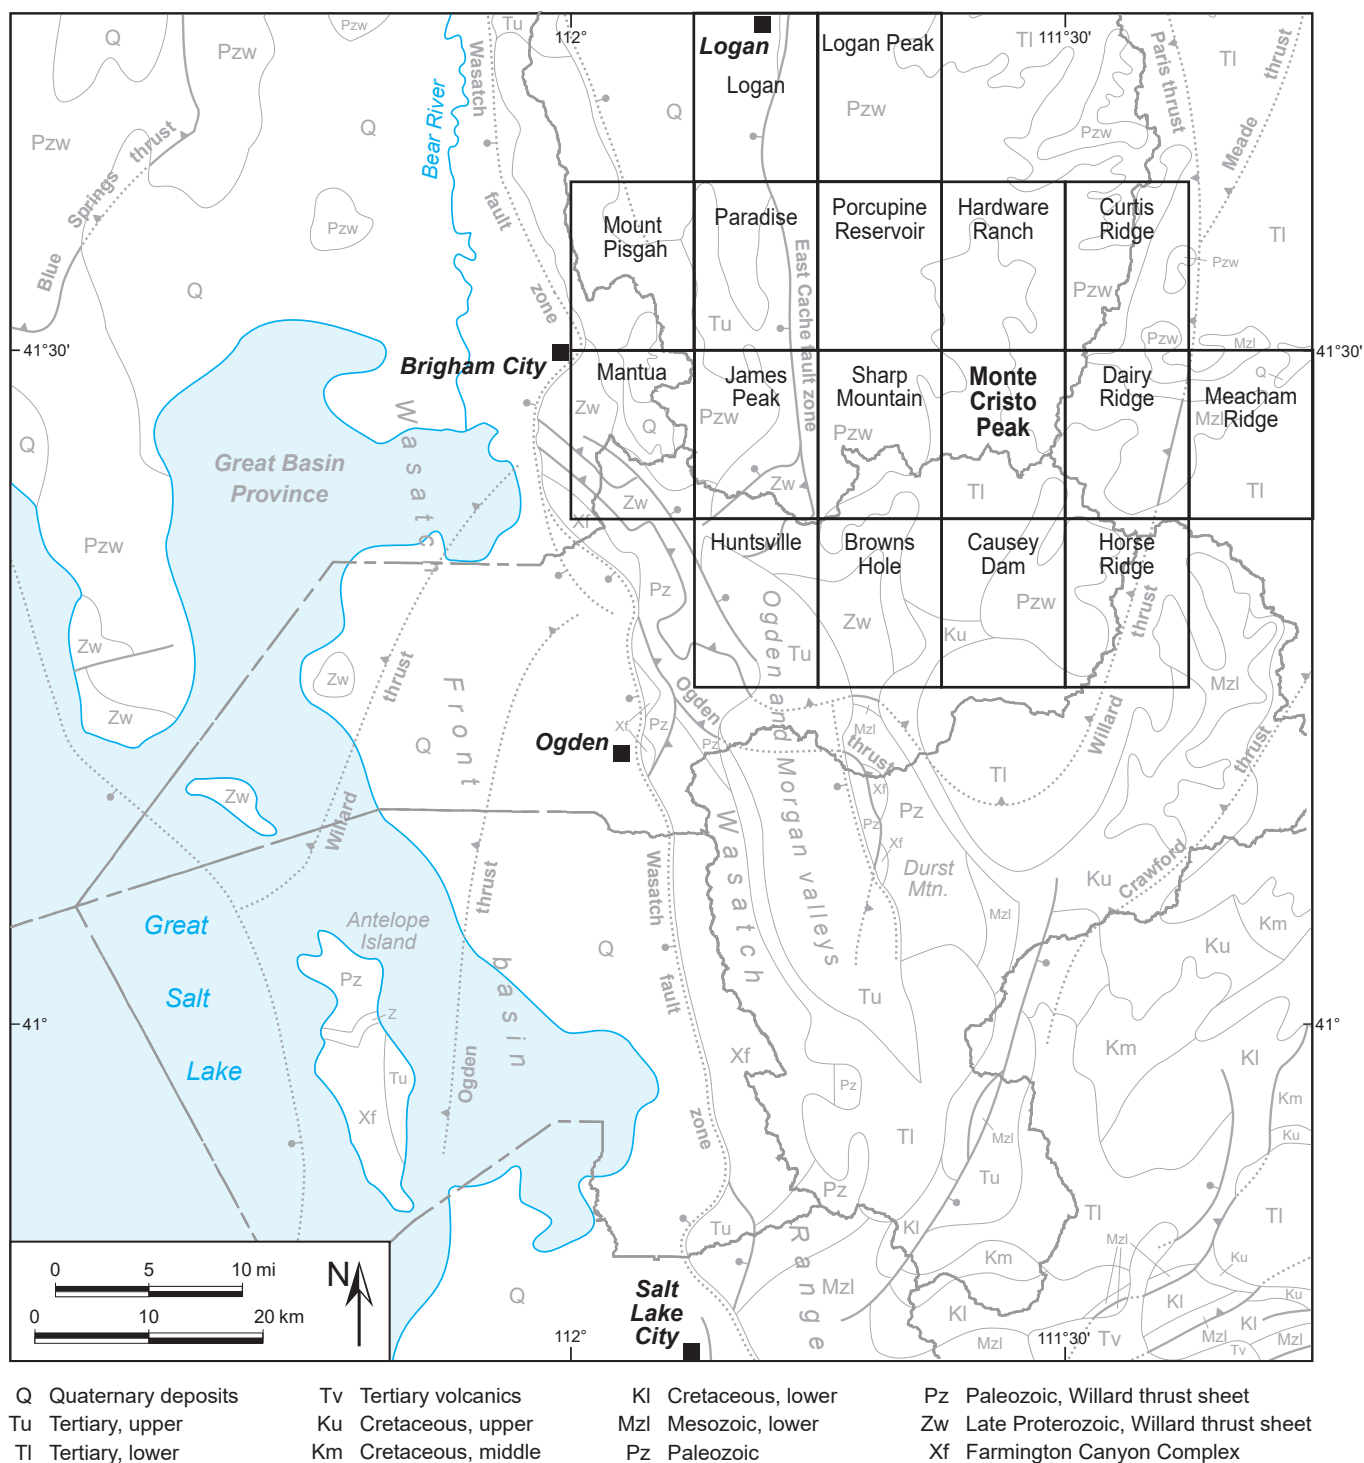 Q
Pzw
Pzw
Tu
112°
Logan
Logan
Logan Peak
Tl
111°30'
Tl
Paris thrust
Meade
thrust
Wasatch
fault
zone
Bear River
Pzw
Q
Q
Pzw
Pzw
Blue
Springs
thrust
Pzw
Q
Mount
Pisgah
Paradise
Porcupine
Reservoir
Hardware
Ranch
Curtis
Ridge
Tl
Pzw
East Cache fault zone
Pzw
Tu
Pzw
Mzl
41°30'
41°30'
Brigham City
Mantua
James
Peak
Sharp
Mountain
Monte
Cristo
Peak
Dairy
Ridge
Q
Meacham
Ridge
Mzl
Zw
Q
Pzw
Pzw
Q
Great Basin
Province
Wasatch
Front
basin
Zw
Zw
Tl
Tl
Xf
Pzw
Huntsville
Browns
Hole
Causey
Dam
Horse
Ridge
Pz
Zw
Pzw
Ku
thrust
Tu
Ogden and Morgan valleys
Zw
Zw
Zw
thrust
Mzl
Ogden
Xf
Pz
Pz
Ogden
Q
Mzl
thrust
Willard
thrust
Tl
Zw
Xf
Pz
Pz
Xf
Willard
Wasatch
fault
zone
Wasatch
Range
Durst
Mtn.
Ku
Crawford
thrust
Mzl
Km
Ku
Great
Salt
Lake
Antelope
Island
Q
Pz
Z
Tu
Xf
Ogden
Tu
41°
41°
Xf
Km
Kl
Pz
Km
Tl
Mzl
Ku
Tu
Pz
Tl
Tl
Tu
Kl
Mzl
Km
Ku
Mzl
Kl
Ku
Kl
Kl
Q
0 5 10 mi
0 10 20 km
N
Salt
Lake
City
112°
111°30'
Mzl
Tv
Mzl
Tv
Mzl
Q Quaternary deposits
Tu Tertiary, upper
Tl Tertiary, lower
Tv Tertiary volcanics
Ku Cretaceous, upper
Km Cretaceous, middle
Kl Cretaceous, lower
Mzl Mesozoic, lower
Pz Paleozoic
Pz Paleozoic, Willard thrust sheet
Zw Late Proterozoic, Willard thrust sheet
Xf Farmington Canyon Complex